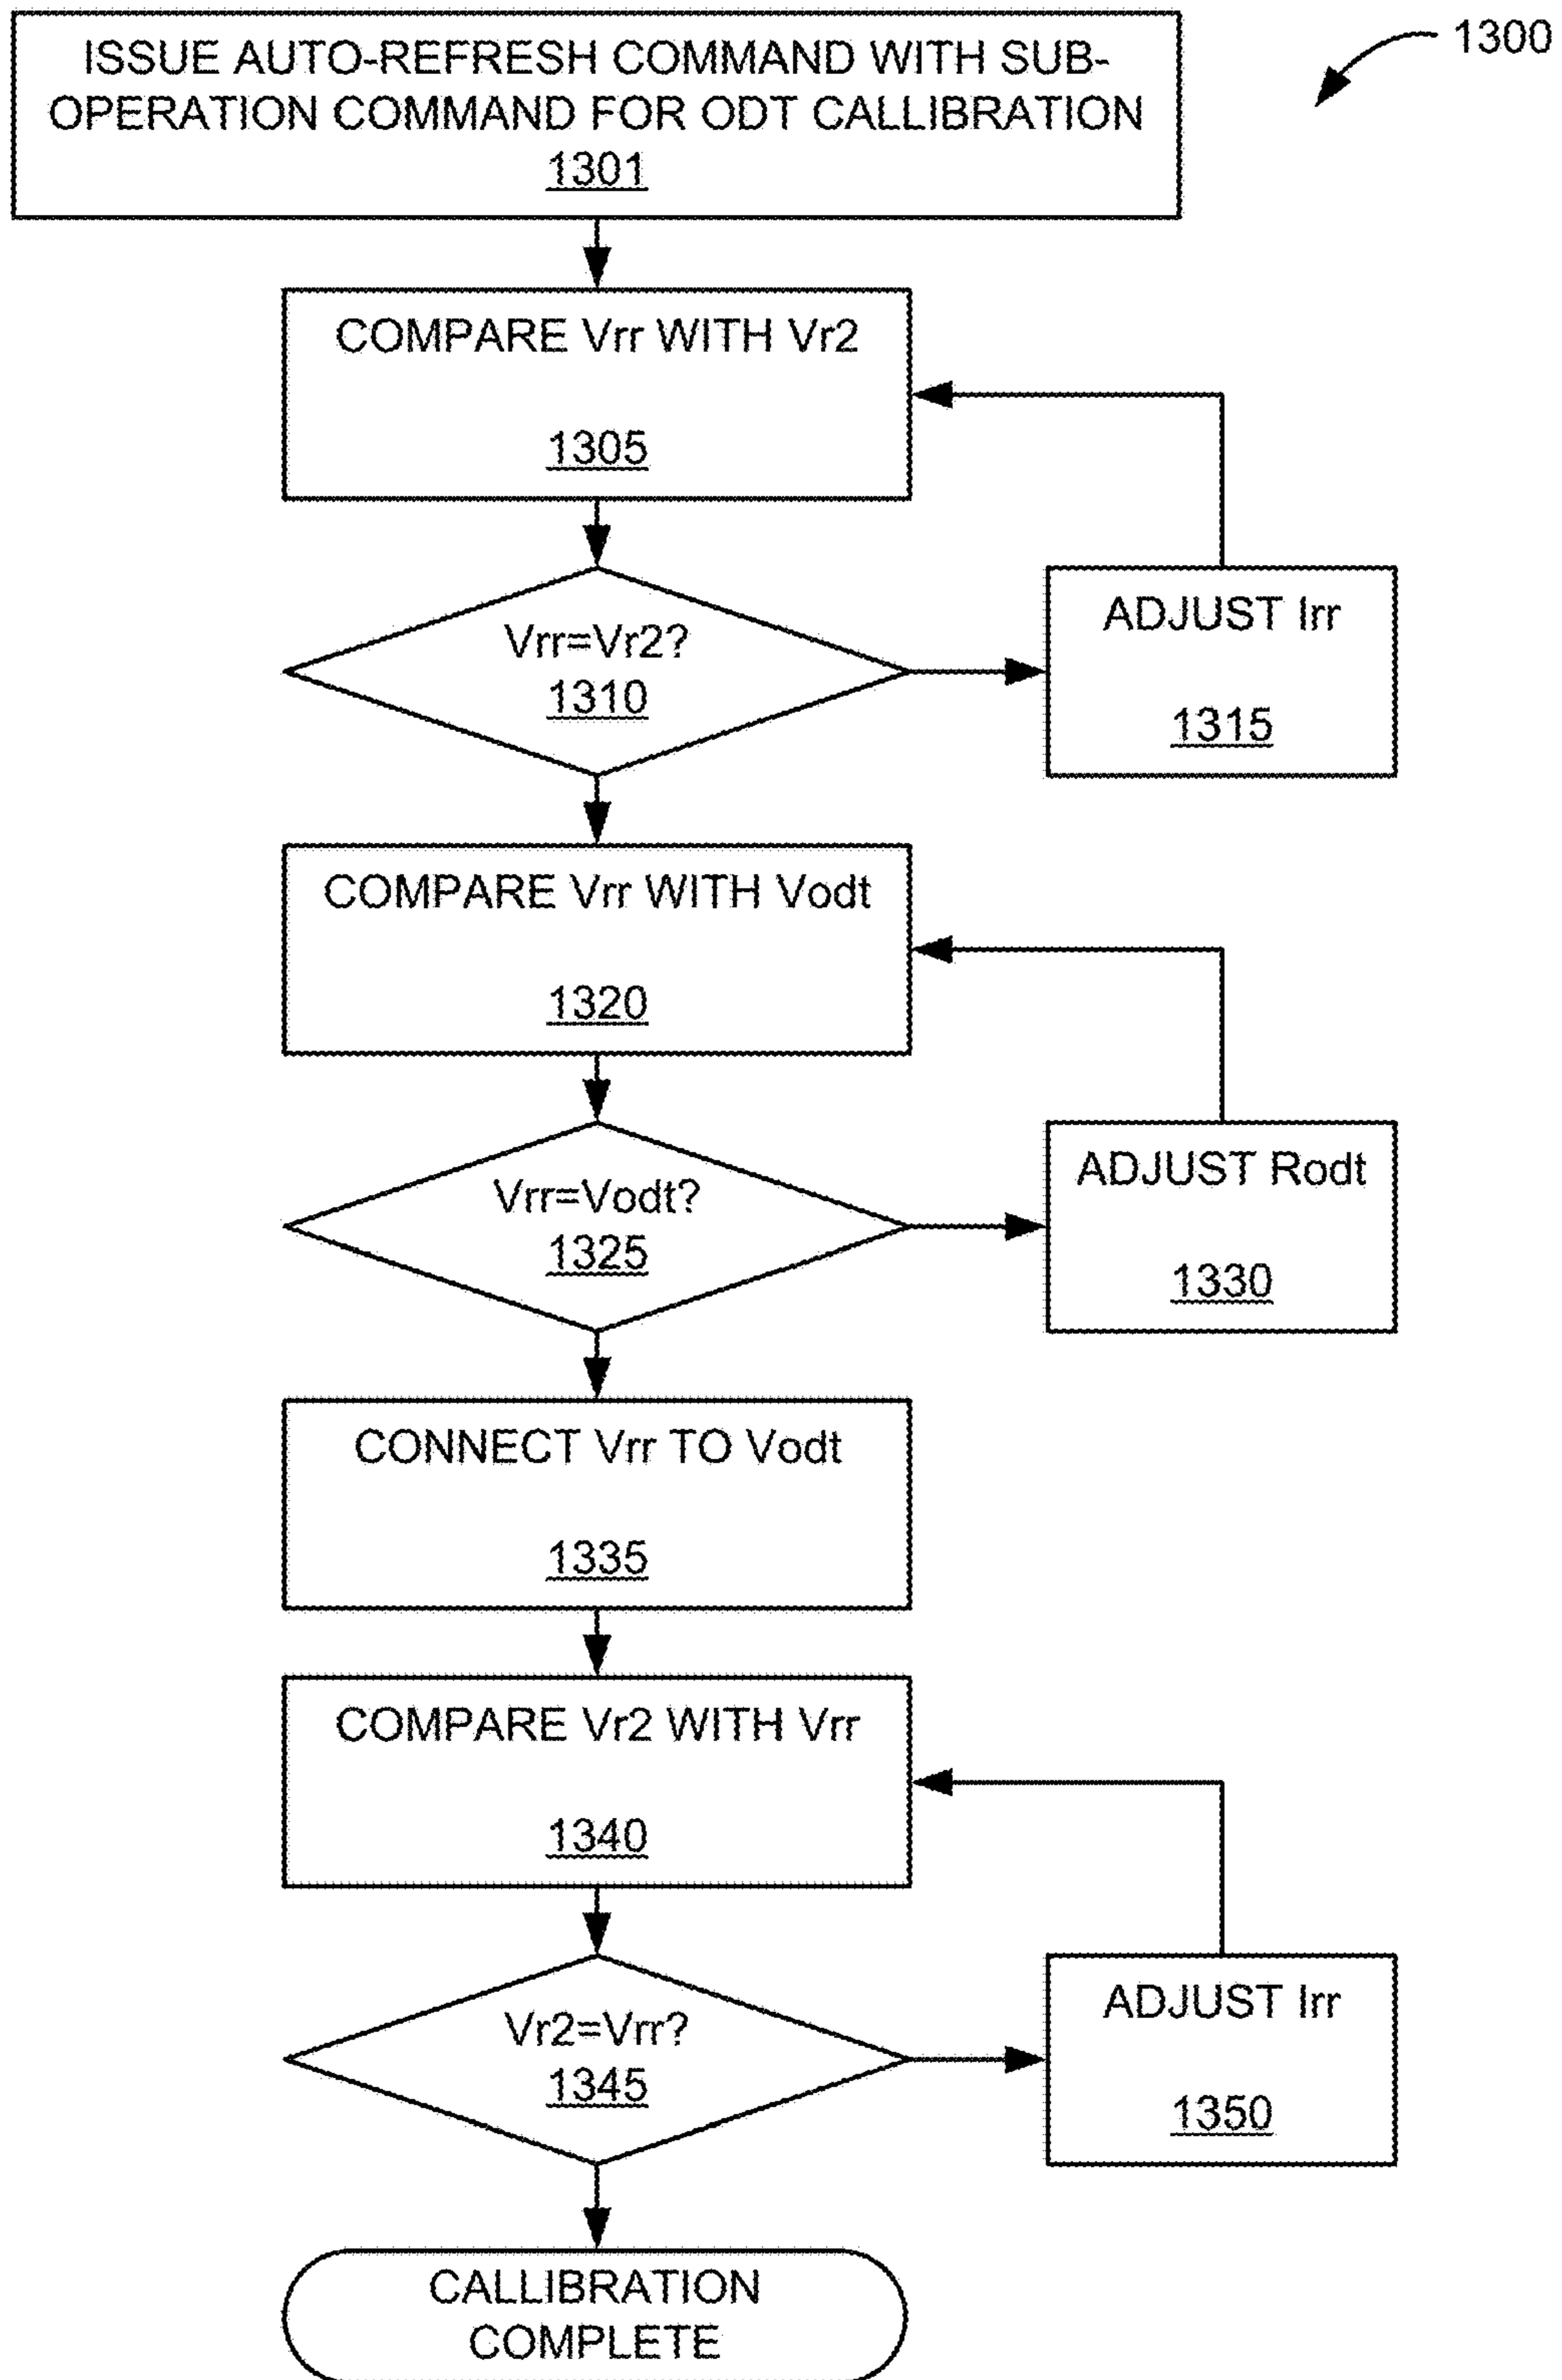 ISSUE AUTO-REFRESH COMMAND WITH SUB-
OPERATION COMMAND FOR ODT CALLIBRATION
1301
1300
COMPARE Vrr WITH Vr2
1305
Vrr=Vr2?
1310
ADJUST Irr
1315
COMPARE Vrr WITH Vodt
1320
Vrr=Vodt?
1325
ADJUST Rodt
1330
CONNECT Vrr TO Vodt
1335
COMPARE Vr2 WITH Vrr
1340
Vr2=Vrr?
1345
ADJUST Irr
1350
CALLIBRATION
COMPLETE